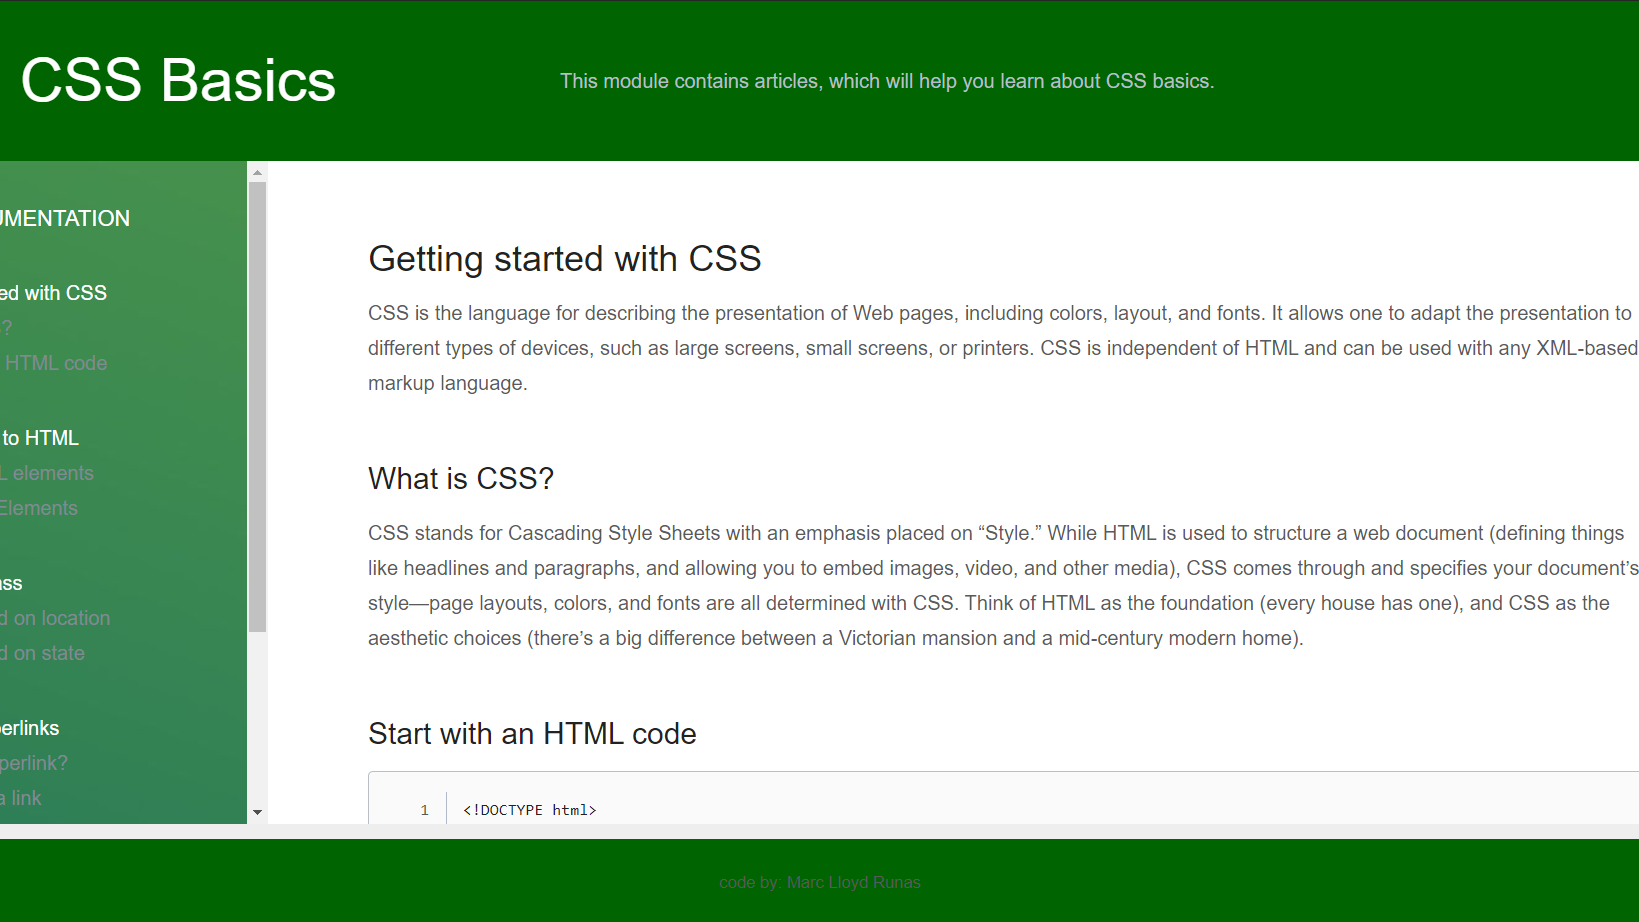 CSS Basics
This module contains articles, which will help you learn about CSS basics.
UMENTATION
ed with CSS
?
HTML code
to HTML
L elements
Elements
ass
d on location
d on state
perlinks
perlink?
a link
Getting started with CSS
CSS is the language for describing the presentation of Web pages, including colors, layout, and fonts. It allows one to adapt the presentation to
different types of devices, such as large screens, small screens, or printers. CSS is independent of HTML and can be used with any XML-based
markup language.
What is CSS?
CSS stands for Cascading Style Sheets with an emphasis placed on “Style.” While HTML is used to structure a web document (defining things
like headlines and paragraphs, and allowing you to embed images, video, and other media), CSS comes through and specifies your document’s
style—page layouts, colors, and fonts are all determined with CSS. Think of HTML as the foundation (every house has one), and CSS as the
aesthetic choices (there’s a big difference between a Victorian mansion and a mid-century modern home).
Start with an HTML code
1 <!DOCTYPE html>
code by: Marc Lloyd Runas